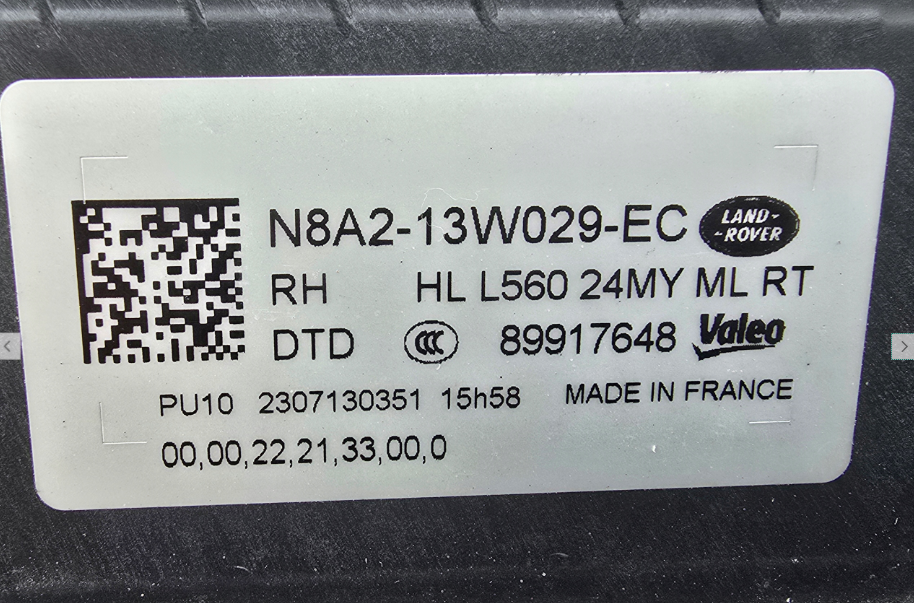 N8A2-13W029-EC LAND-ROVER
RH HL L560 24MY ML RT
DTD CCC 89917648 Valeo
PU10 2307130351 15h58 MADE IN FRANCE
00,00,22,21,33,00,0